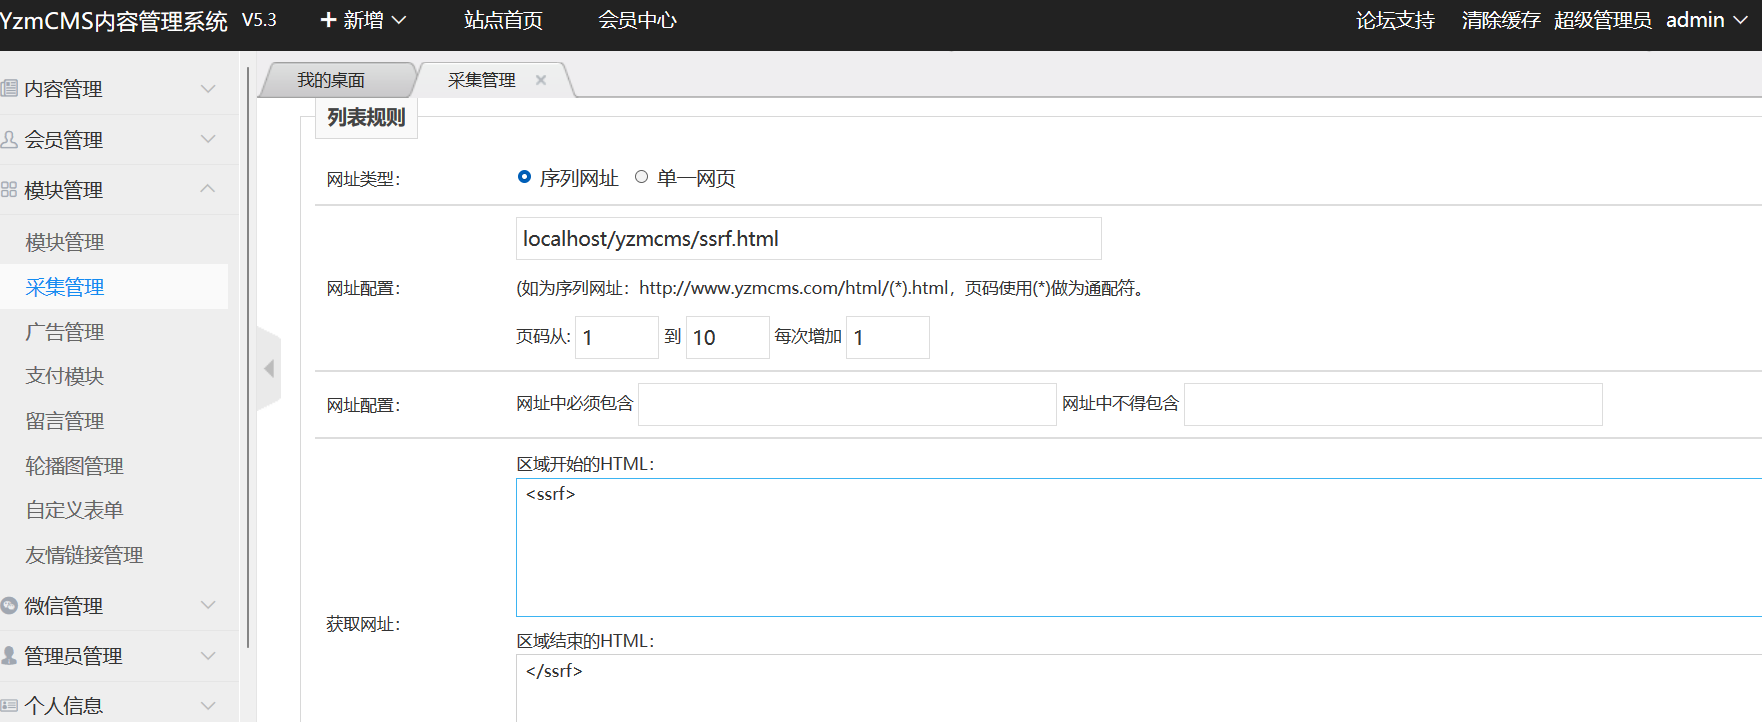 YzmCMS内容管理系统 V5.3 新增 站点首页 会员中心 论坛支持 清除缓存 超级管理员 admin
我的桌面 采集管理
内容管理
会员管理
模块管理
模块管理
采集管理
广告管理
支付模块
留言管理
轮播图管理
自定义表单
友情链接管理
微信管理
管理员管理
个人信息
列表规则
网址类型： 序列网址 单一网页
localhost/yzmcms/ssrf.html
网址配置： (如为序列网址：http://www.yzmcms.com/html/(*).html，页码使用(*)做为通配符。
页码从: 1 到 10 每次增加 1
网址配置： 网址中必须包含 网址中不得包含
区域开始的HTML：
<ssrf>
获取网址：
区域结束的HTML：
</ssrf>